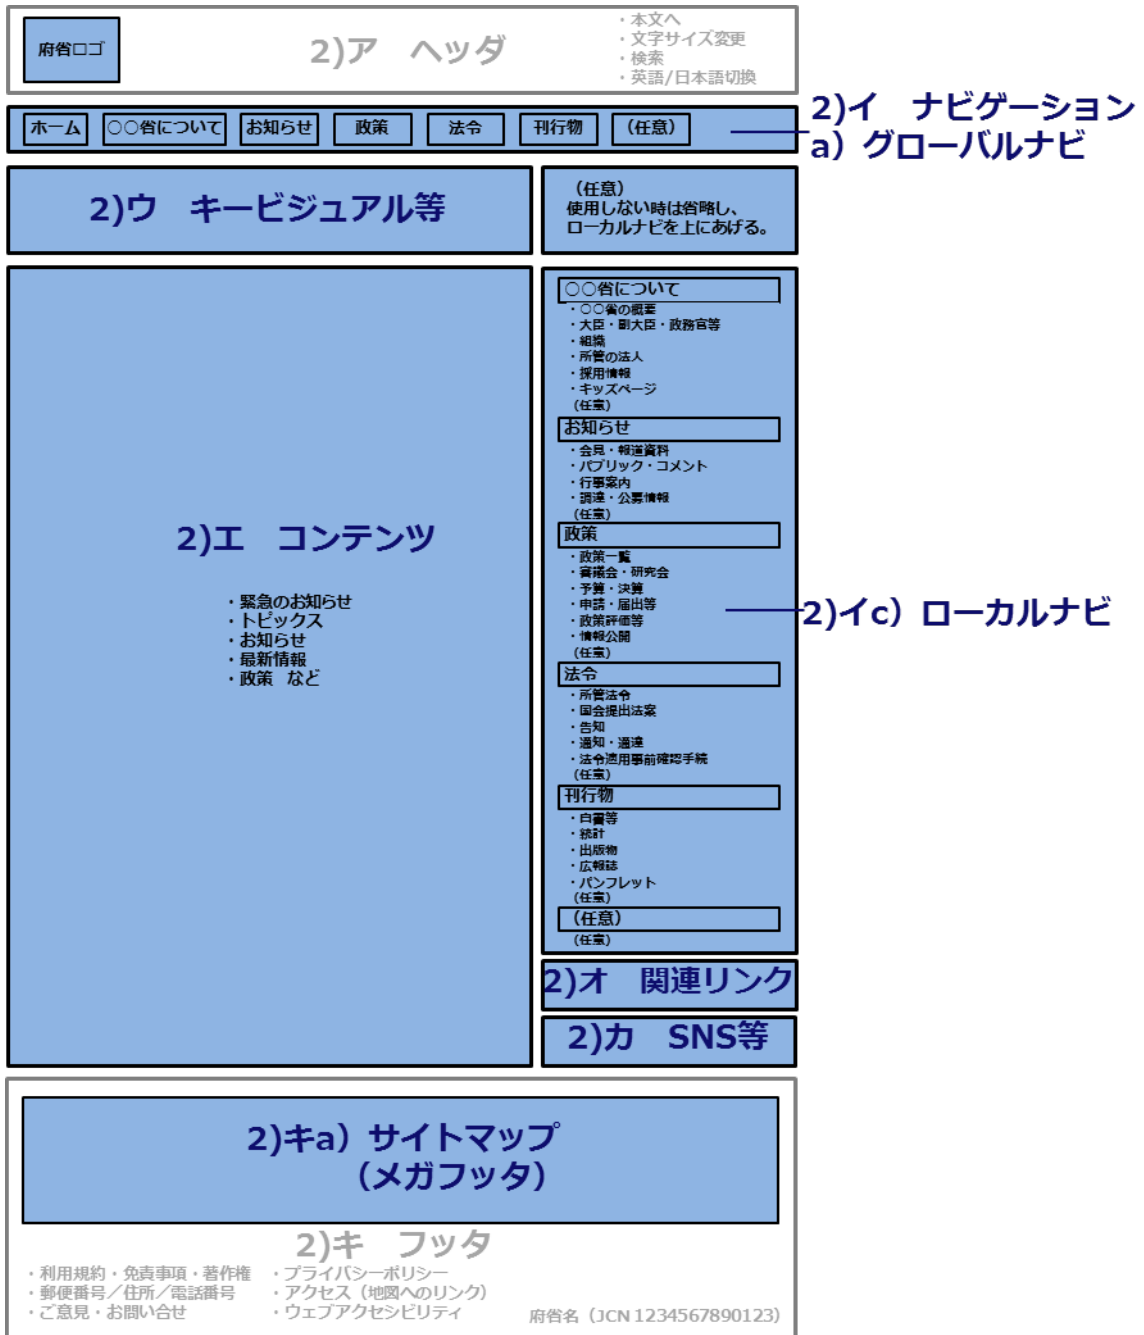 府省ロゴ
2)ア　ヘッダ
・本文へ
・文字サイズ変更
・検索
・英語/日本語切換
ホーム　○○省について　お知らせ　政策　法令　刊行物　（任意）
2)イ　ナビゲーション
a）グローバルナビ
2)ウ　キービジュアル等
（任意）
使用しない時は省略し、
ローカルナビを上にあげる。
2)エ　コンテンツ
・緊急のお知らせ
・トピックス
・お知らせ
・最新情報
・政策　など
○○省について
・○○省の概要
・大臣・副大臣・政務官等
・組織
・所管の法人
・採用情報
・キッズページ
（任意）
お知らせ
・会見・報道資料
・パブリック・コメント
・行事案内
・調達・公募情報
（任意）
政策
・政策一覧
・審議会・研究会
・予算・決算
・申請・届出等
・政策評価等
・情報公開
（任意）
法令
・所管法令
・国会提出法案
・告知
・通知・通達
・法令適用事前確認手続
（任意）
刊行物
・白書等
・統計
・出版物
・広報誌
・パンフレット
（任意）
（任意）
（任意）
2)イc）ローカルナビ
2)オ　関連リンク
2)カ　SNS等
2)キa）サイトマップ
（メガフッタ）
2)キ　フッタ
・利用規約・免責事項・著作権
・郵便番号／住所／電話番号
・ご意見・お問い合せ
・プライバシーポリシー
・アクセス（地図へのリンク）
・ウェブアクセシビリティ
府省名（JCN 1234567890123）